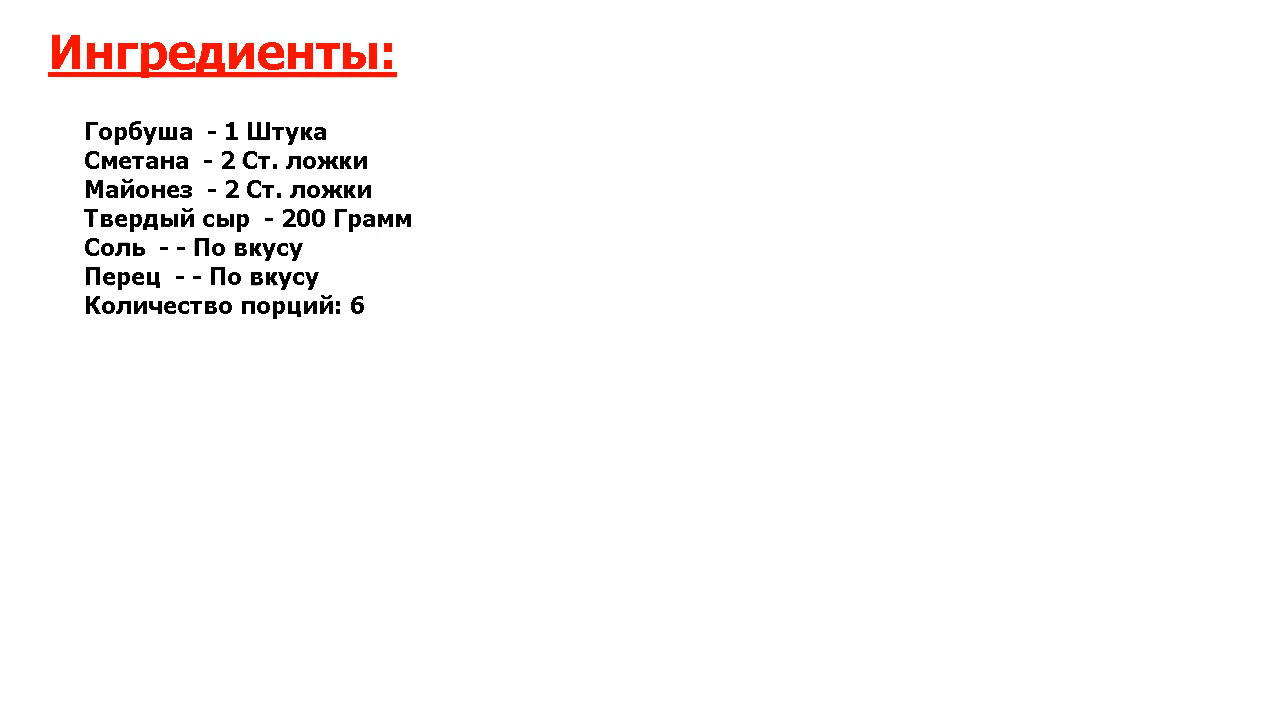 Ингредиенты:
Горбуша - 1 Штука
Сметана - 2 Ст. ложки
Майонез - 2 Ст. ложки
Твердый сыр - 200 Грамм
Соль - - По вкусу
Перец - - По вкусу
Количество порций: 6